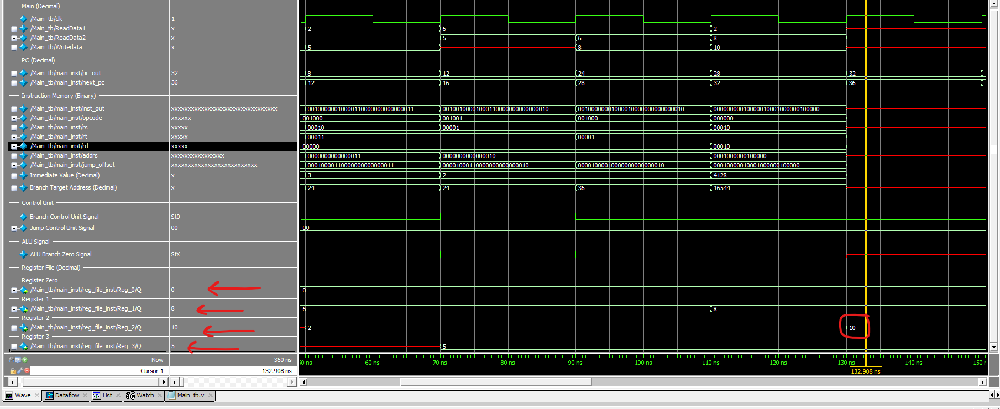 Main (Decimal)
/Main_tb/clk 1
/Main_tb/ReadData1 x 2 6 2
/Main_tb/ReadData2 x 5 6 8
/Main_tb/Writedata x 5 8 10
PC (Decimal)
/Main_tb/main_inst/pc_out 32 8 12 24 28 32
/Main_tb/main_inst/next_pc 36 12 16 28 32 36
Instruction Memory (Binary)
/Main_tb/main_inst/inst_out xxxxxxxxxxxxxxxxxxxxxxxxxxxxxxxx 00100000010000110000000000000011 00100100001000110000000000000010 00100000001000010000000000000010 00000000010000010001000000100000
/Main_tb/main_inst/opcode xxxxxx 001000 001001 001000 000000
/Main_tb/main_inst/rs xxxxx 00010 00001 00010
/Main_tb/main_inst/rt xxxxx 00011 00001
/Main_tb/main_inst/rd xxxxx 00000 00010
/Main_tb/main_inst/addrs xxxxxxxxxxxxxxxx 0000000000000011 0000000000000010 0001000000100000
/Main_tb/main_inst/jump_offset xxxxxxxxxxxxxxxxxxxxxxxxxx 00010000110000000000000011 00001000110000000000000010 00001000010000000000000010 00010000010001000000100000
Immediate Value (Decimal) x 3 2 4128
Branch Target Address (Decimal) x 24 24 36 16544
Control Unit
Branch Control Unit Signal St0
Jump Control Unit Signal 00 00
ALU Signal
ALU Branch Zero Signal StX
Register File (Decimal)
Register Zero
/Main_tb/main_inst/reg_file_inst/Reg_0/Q 0 0
Register 1
/Main_tb/main_inst/reg_file_inst/Reg_1/Q 8 6 8
Register 2
/Main_tb/main_inst/reg_file_inst/Reg_2/Q 10 2 10
Register 3
/Main_tb/main_inst/reg_file_inst/Reg_3/Q 5 5
Now 350 ns 60 ns 70 ns 80 ns 90 ns 100 ns 110 ns 120 ns 130 ns 140 ns
Cursor 1 132.908 ns 132.908 ns
Wave Dataflow List Watch Main_tb.v